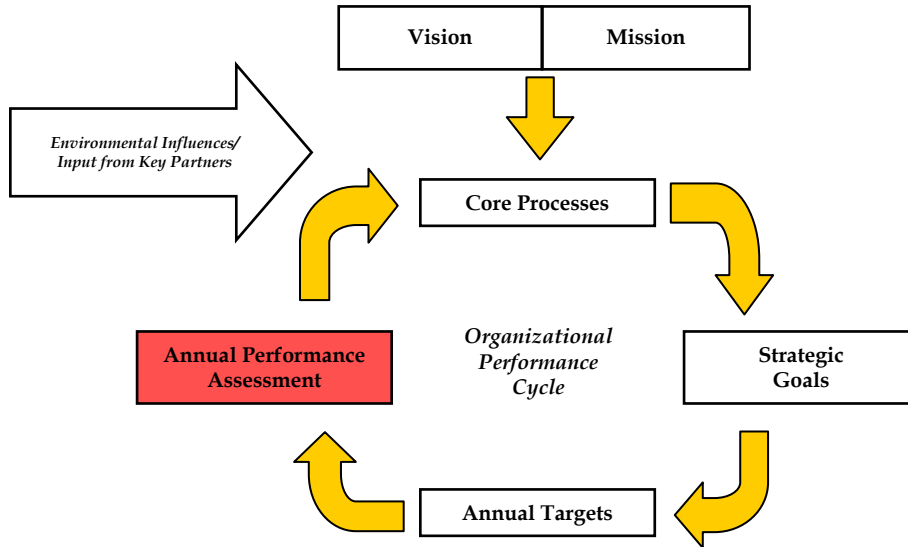 Vision
Mission
Environmental Influences/
Input from Key Partners
Core Processes
Annual Performance
Assessment
Organizational
Performance
Cycle
Strategic
Goals
Annual Targets